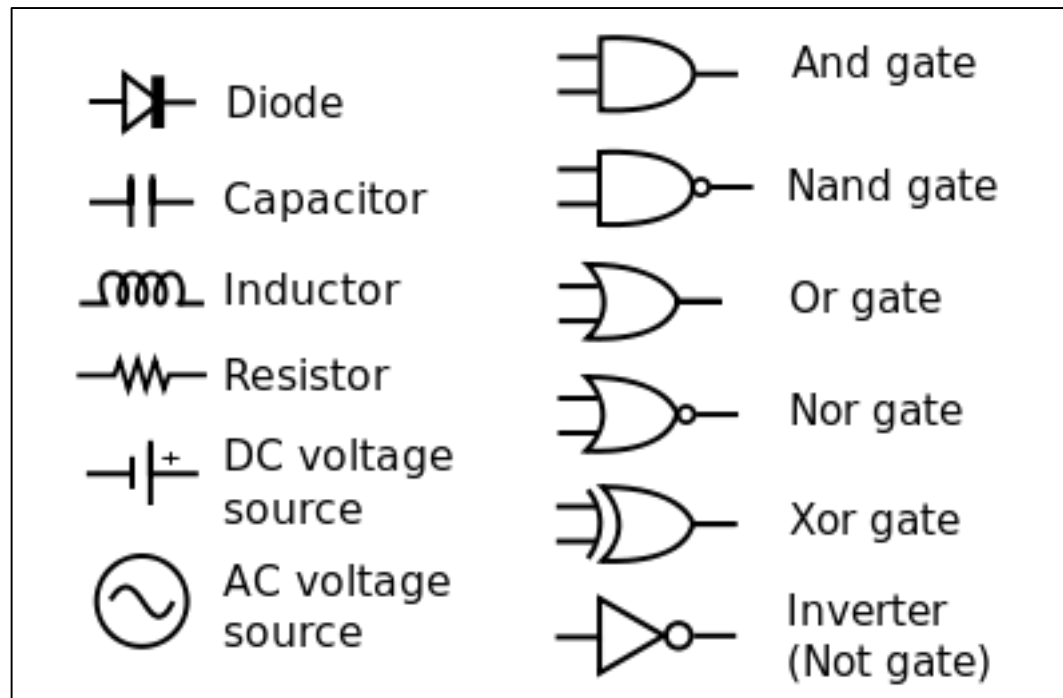 Diode
Capacitor
Inductor
Resistor
+
DC voltage
source
AC voltage
source
And gate
Nand gate
Or gate
Nor gate
Xor gate
Inverter
(Not gate)